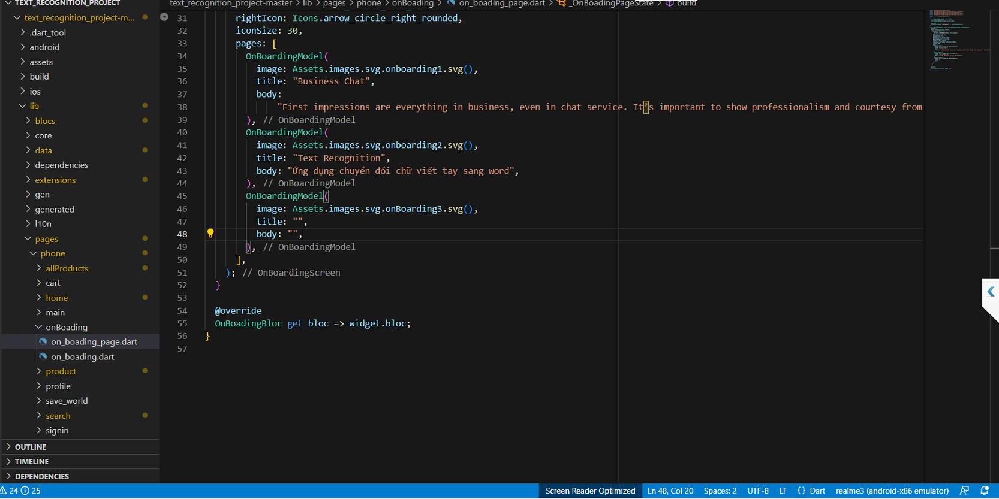 TEXT_RECOGNITION_PROJECT
text_recognition_project-m...
.dart_tool
android
assets
build
ios
lib
blocs
core
data
dependencies
extensions
gen
generated
l10n
pages
phone
allProducts
cart
home
main
onBoading
on_boading_page.dart
on_boading.dart
product
profile
save_world
search
signin
OUTLINE
TIMELINE
DEPENDENCIES
text_recognition_project-master > lib > pages > phone > onBoading > on_boading_page.dart > _OnBoadingPageState > build
31 rightIcon: Icons.arrow_circle_right_rounded,
32 iconSize: 30,
33 pages: [
34 OnBoardingModel(
35 image: Assets.images.svg.onboarding1.svg(),
36 title: "Business Chat",
37 body:
38 "First impressions are everything in business, even in chat service. It’s important to show professionalism and courtesy from
39 ), // OnBoardingModel
40 OnBoardingModel(
41 image: Assets.images.svg.onboarding2.svg(),
42 title: "Text Recognition",
43 body: "Ứng dụng chuyển đổi chữ viết tay sang word",
44 ), // OnBoardingModel
45 OnBoardingModel(
46 image: Assets.images.svg.onBoarding3.svg(),
47 title: "",
48 body: "",
49 ), // OnBoardingModel
50 ],
51 ); // OnBoardingScreen
52 }
53
54 @override
55 OnBoadingBloc get bloc => widget.bloc;
56 }
57
24 25 Screen Reader Optimized Ln 48, Col 20 Spaces: 2 UTF-8 LF {} Dart realme3 (android-x86 emulator)